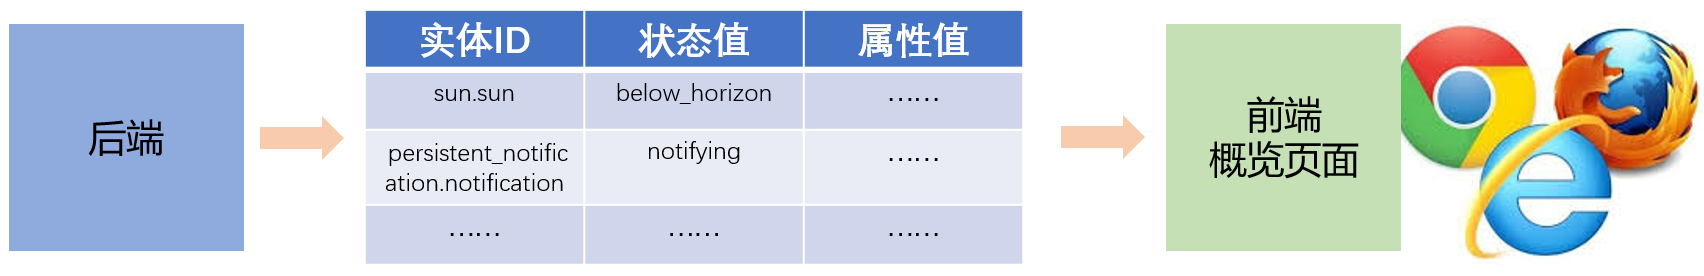 后端
实体ID 状态值 属性值
sun.sun below_horizon ……
persistent_notific
ation.notification notifying ……
…… …… ……
前端
概览页面